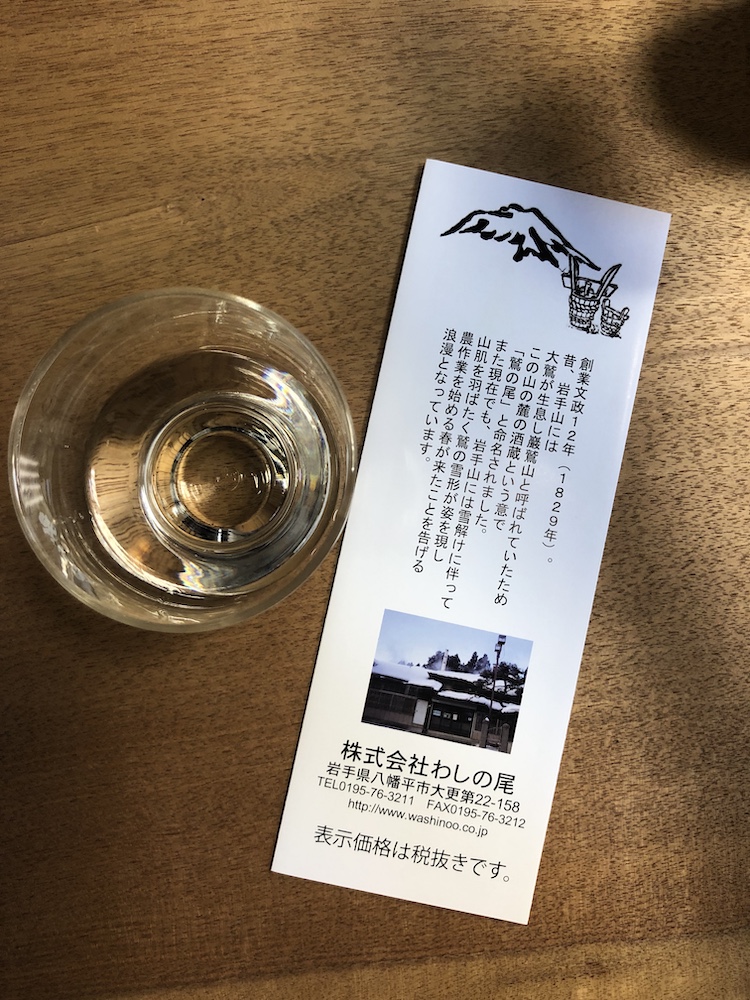 創業文政12年（1829年）。
昔、岩手山には
大鷲が生息し巖鷲山と呼ばれていたため
この山の麓の酒蔵という意で
「鷲の尾」と命名されました。
また現在でも、岩手山には雪解けに伴って
山肌を羽ばたく鷲の雪形が姿を現し
農作業を始める春が来たことを告げる
浪漫となっています。
株式会社わしの尾
岩手県八幡平市大更第22-158
TEL0195-76-3211 FAX0195-76-3212
http://www.washinoo.co.jp
表示価格は税抜きです。